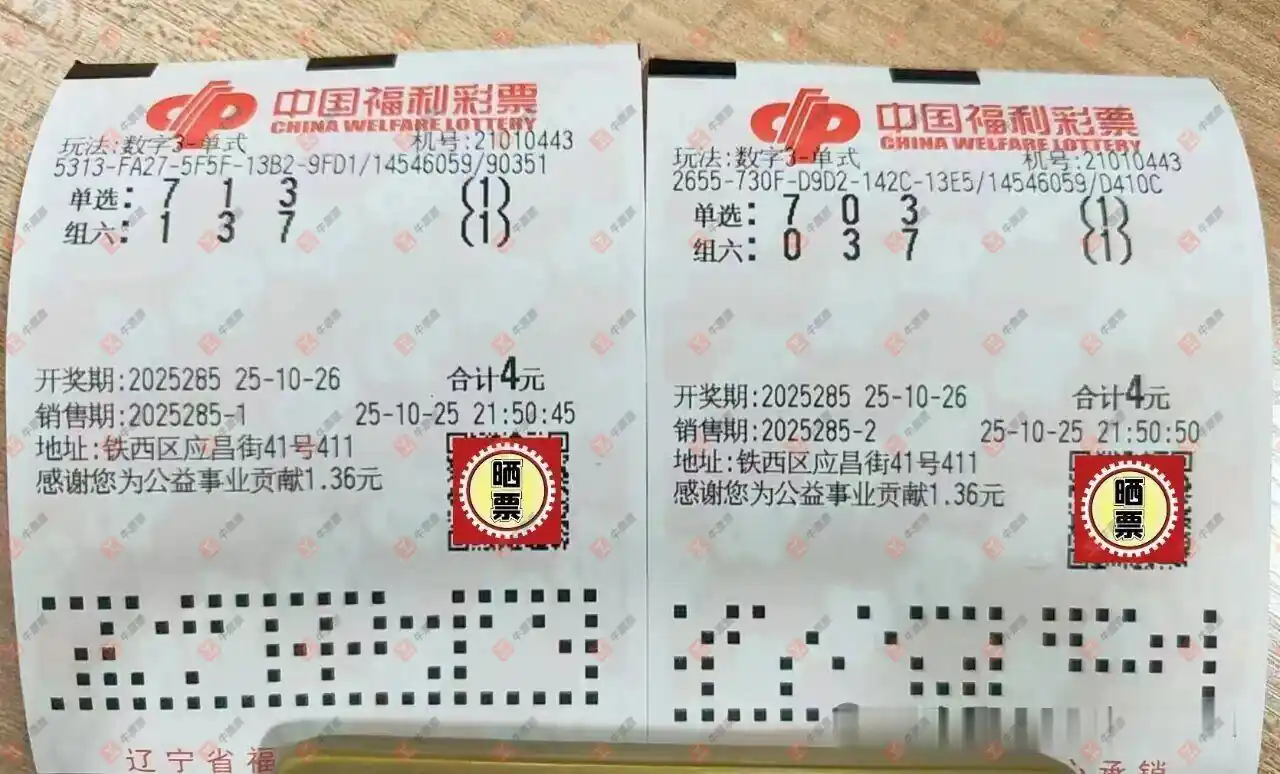 中国福利彩票
CHINA WELFARE LOTTERY
玩法:数字3-单式 机号:21010443
5313-FA27-5F5F-13B2-9FD1/14546059/90351
单选: 7 1 3 (1)
组六: 1 3 7 (1)
开奖期:2025285 25-10-26 合计4元
销售期:2025285-1 25-10-25 21:50:45
地址:铁西区应昌街41号411
感谢您为公益事业贡献1.36元
晒票
辽宁省福
中国福利彩票
CHINA WELFARE LOTTERY
玩法:数字3-单式 机号:21010443
2655-730F-D9D2-142C-13E5/14546059/D410C
单选: 7 0 3 (1)
组六: 0 3 7 (1)
开奖期:2025285 25-10-26 合计4元
销售期:2025285-2 25-10-25 21:50:50
地址:铁西区应昌街41号411
感谢您为公益事业贡献1.36元
晒票
承销